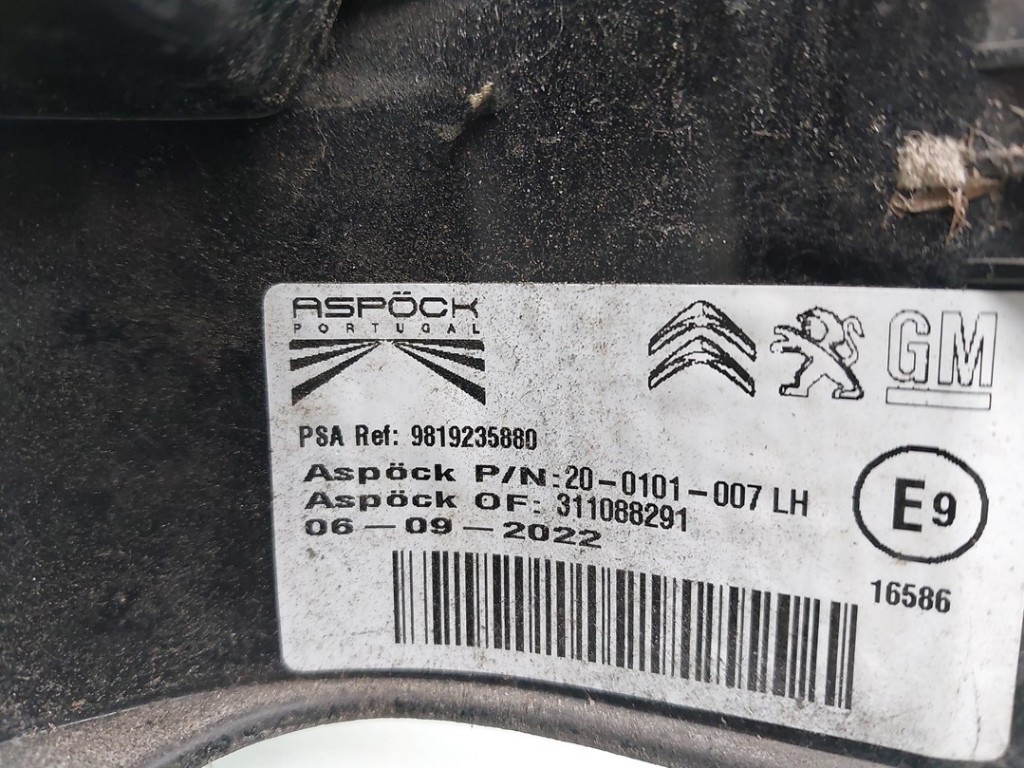 ASPÖCK
PORTUGAL
GM
PSA Ref: 9819235880
Aspöck P/N:20-0101-007 LH
Aspöck OF: 311088291
06-09-2022
E9
16586